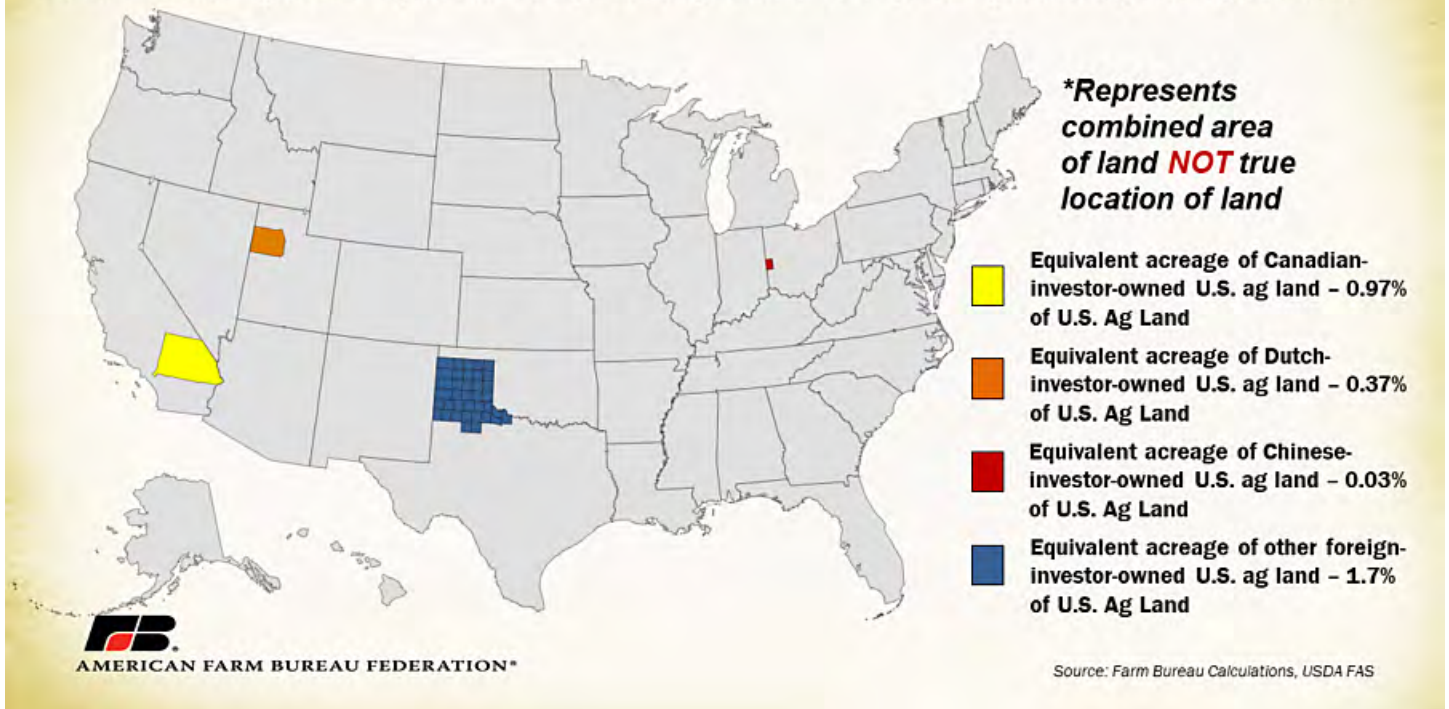 *Represents
combined area
of land NOT true
location of land
Equivalent acreage of Canadian-
investor-owned U.S. ag land – 0.97%
of U.S. Ag Land
Equivalent acreage of Dutch-
investor-owned U.S. ag land – 0.37%
of U.S. Ag Land
Equivalent acreage of Chinese-
investor-owned U.S. ag land – 0.03%
of U.S. Ag Land
Equivalent acreage of other foreign-
investor-owned U.S. ag land – 1.7%
of U.S. Ag Land
FB
AMERICAN FARM BUREAU FEDERATION®
Source: Farm Bureau Calculations, USDA FAS